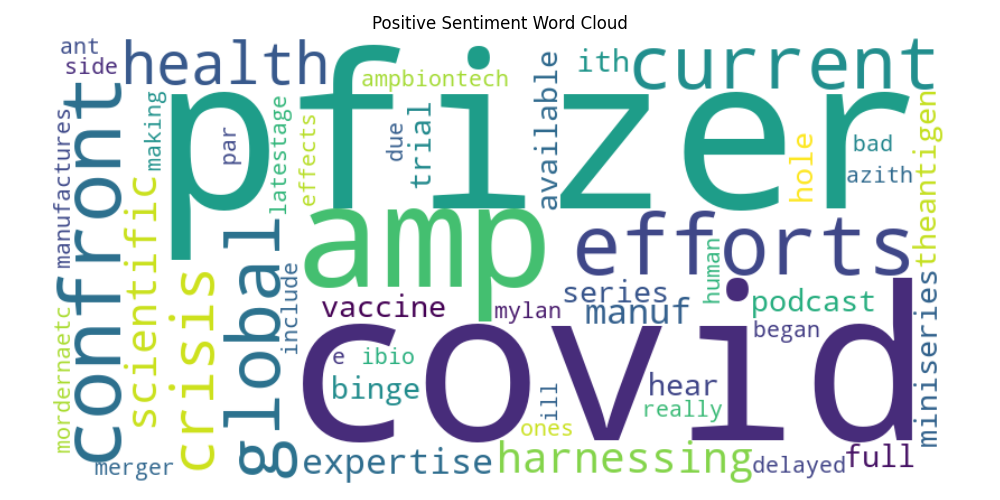 Positive Sentiment Word Cloud
ant
side
health
ampbiontech
available
ith
current
pfizer
confront
manufactures
making
par
latestage
effects
due
trial
hole
bad
azith
theantigen
scientific
crisis
global
amp
efforts
human
include
vaccine
mylan
series
manuf
podcast
began
miniseries
covid
e
ibio
binge
ill
ones
hear
really
mordernaetc
merger
expertise
harnessing
delayed
full